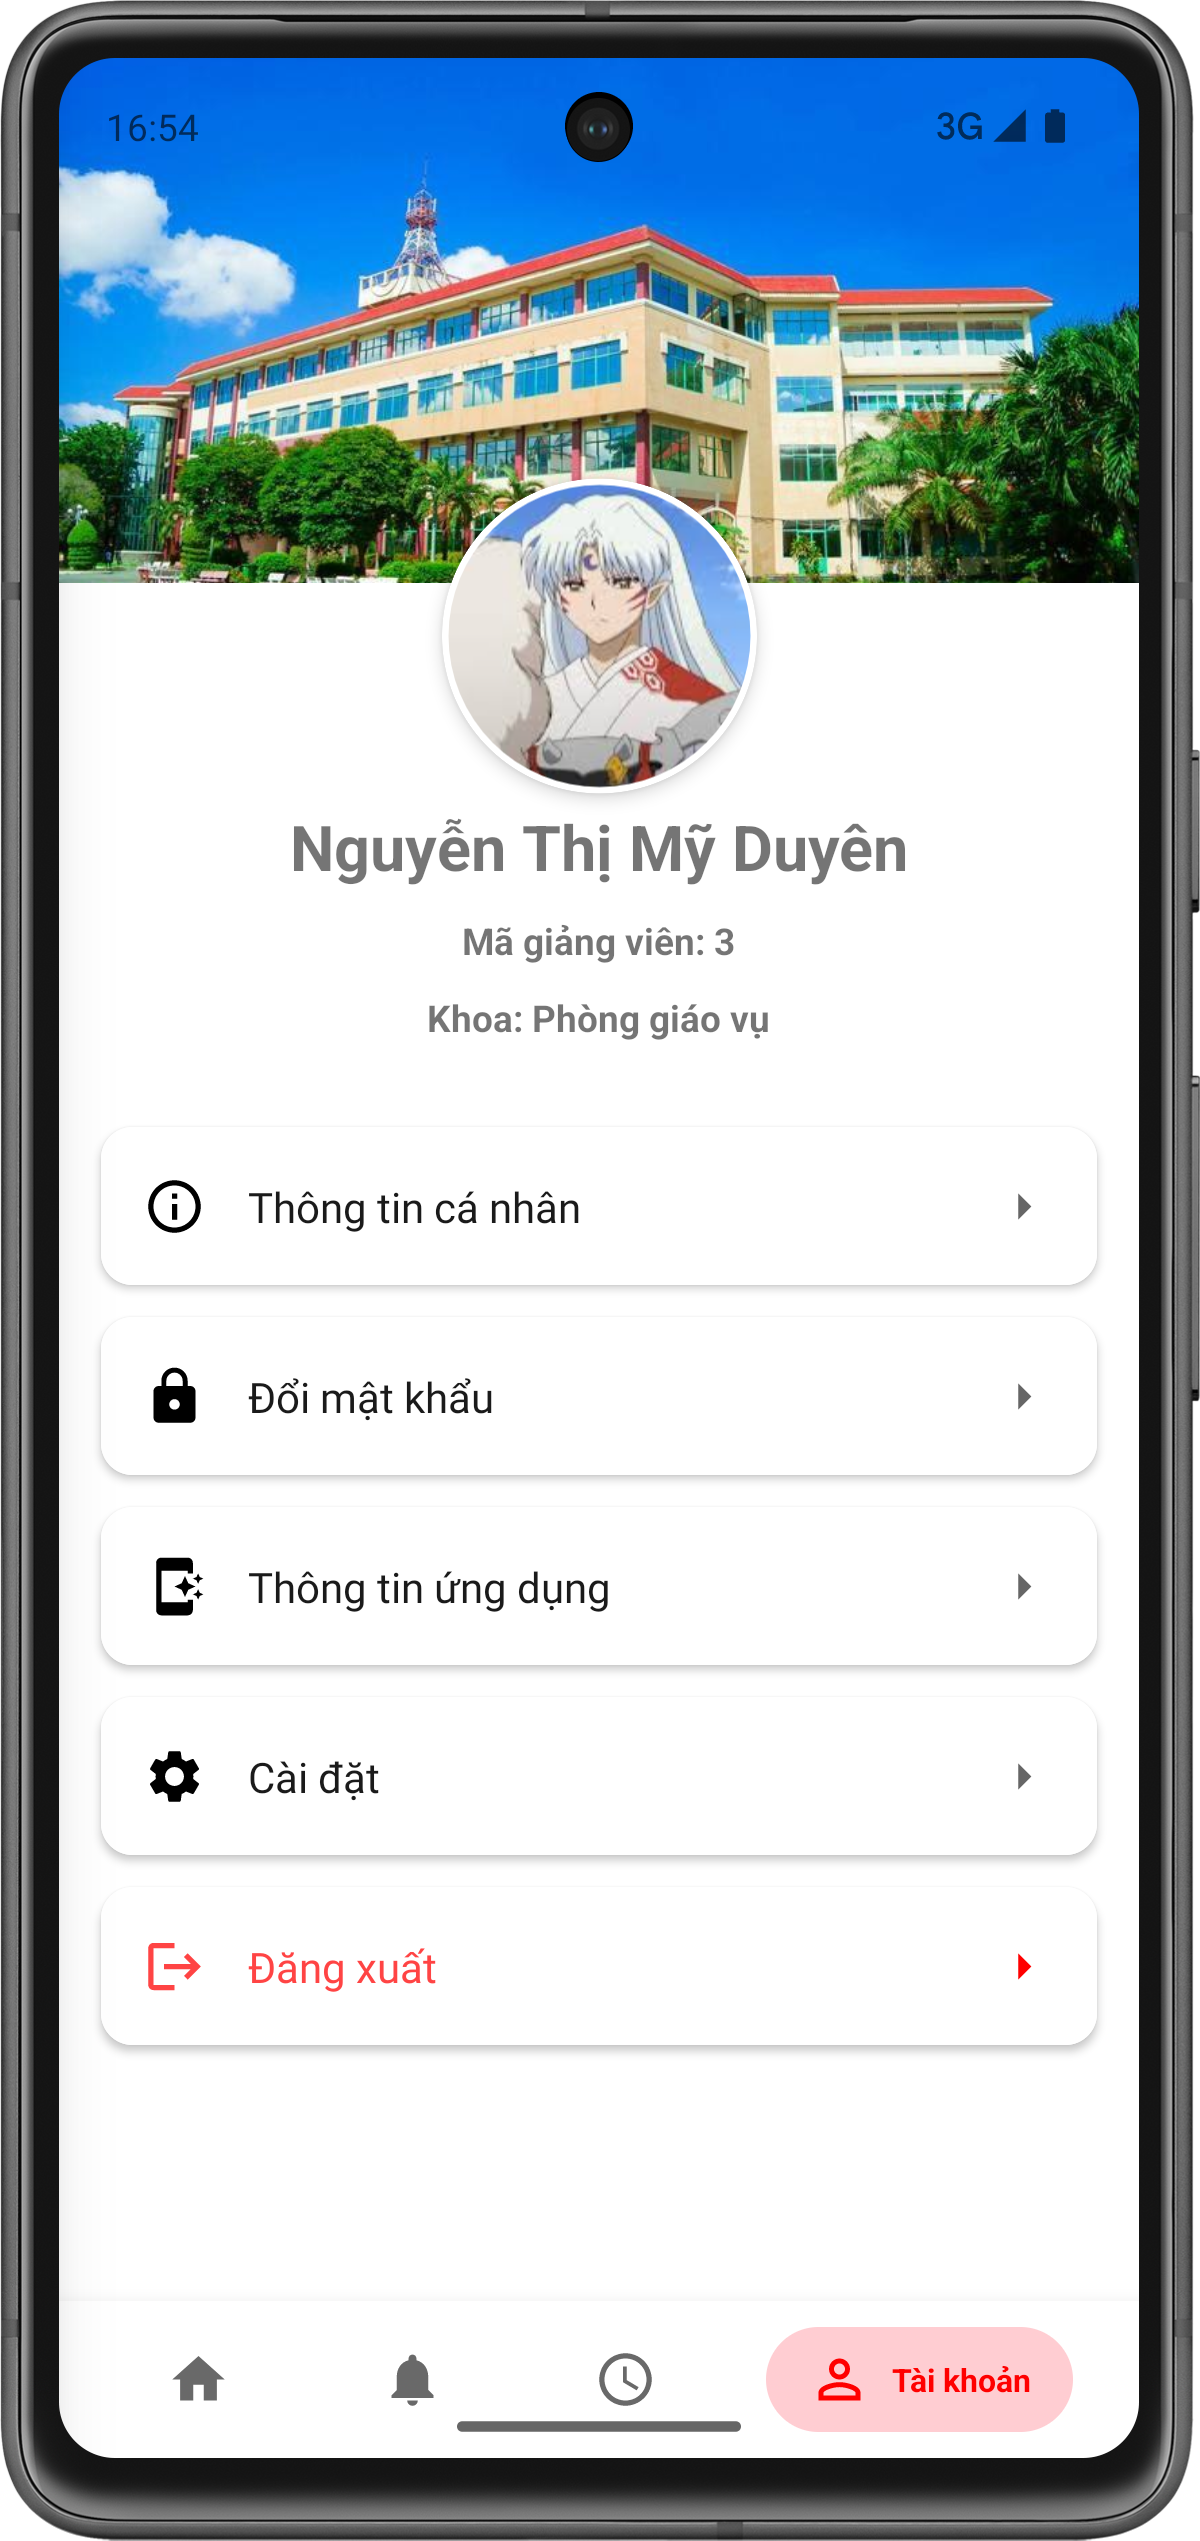 16:54
3G
Nguyễn Thị Mỹ Duyên
Mã giảng viên: 3
Khoa: Phòng giáo vụ
Thông tin cá nhân
Đổi mật khẩu
Thông tin ứng dụng
Cài đặt
Đăng xuất
Tài khoản